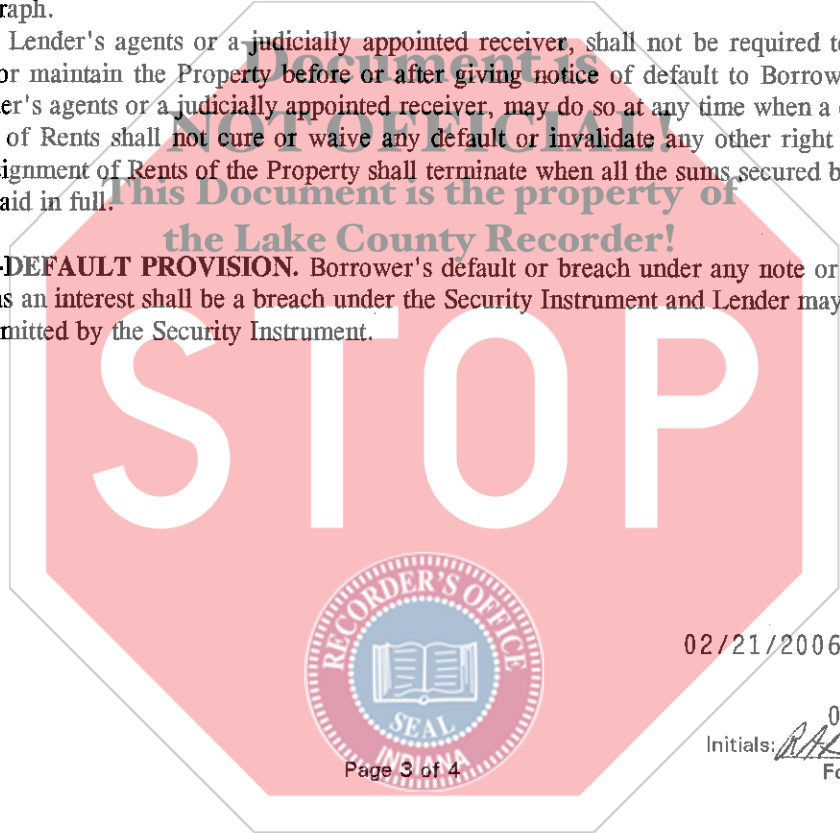 raph.
Lender's agents or a judicially appointed receiver, shall not be required to
or maintain the Property before or after giving notice of default to Borrow
er's agents or a judicially appointed receiver, may do so at any time when a
of Rents shall not cure or waive any default or invalidate any other right
ignment of Rents of the Property shall terminate when all the sums secured b
aid in full.
Document is
NOT OFFICIAL!
This Document is the property of
the Lake County Recorder!
-DEFAULT PROVISION. Borrower's default or breach under any note or
as an interest shall be a breach under the Security Instrument and Lender may
mitted by the Security Instrument.
STOP
RECORDER'S OFFICE
SEAL
INDIANA
02/21/2006
0
Initials:
Page 3 of 4
Fo